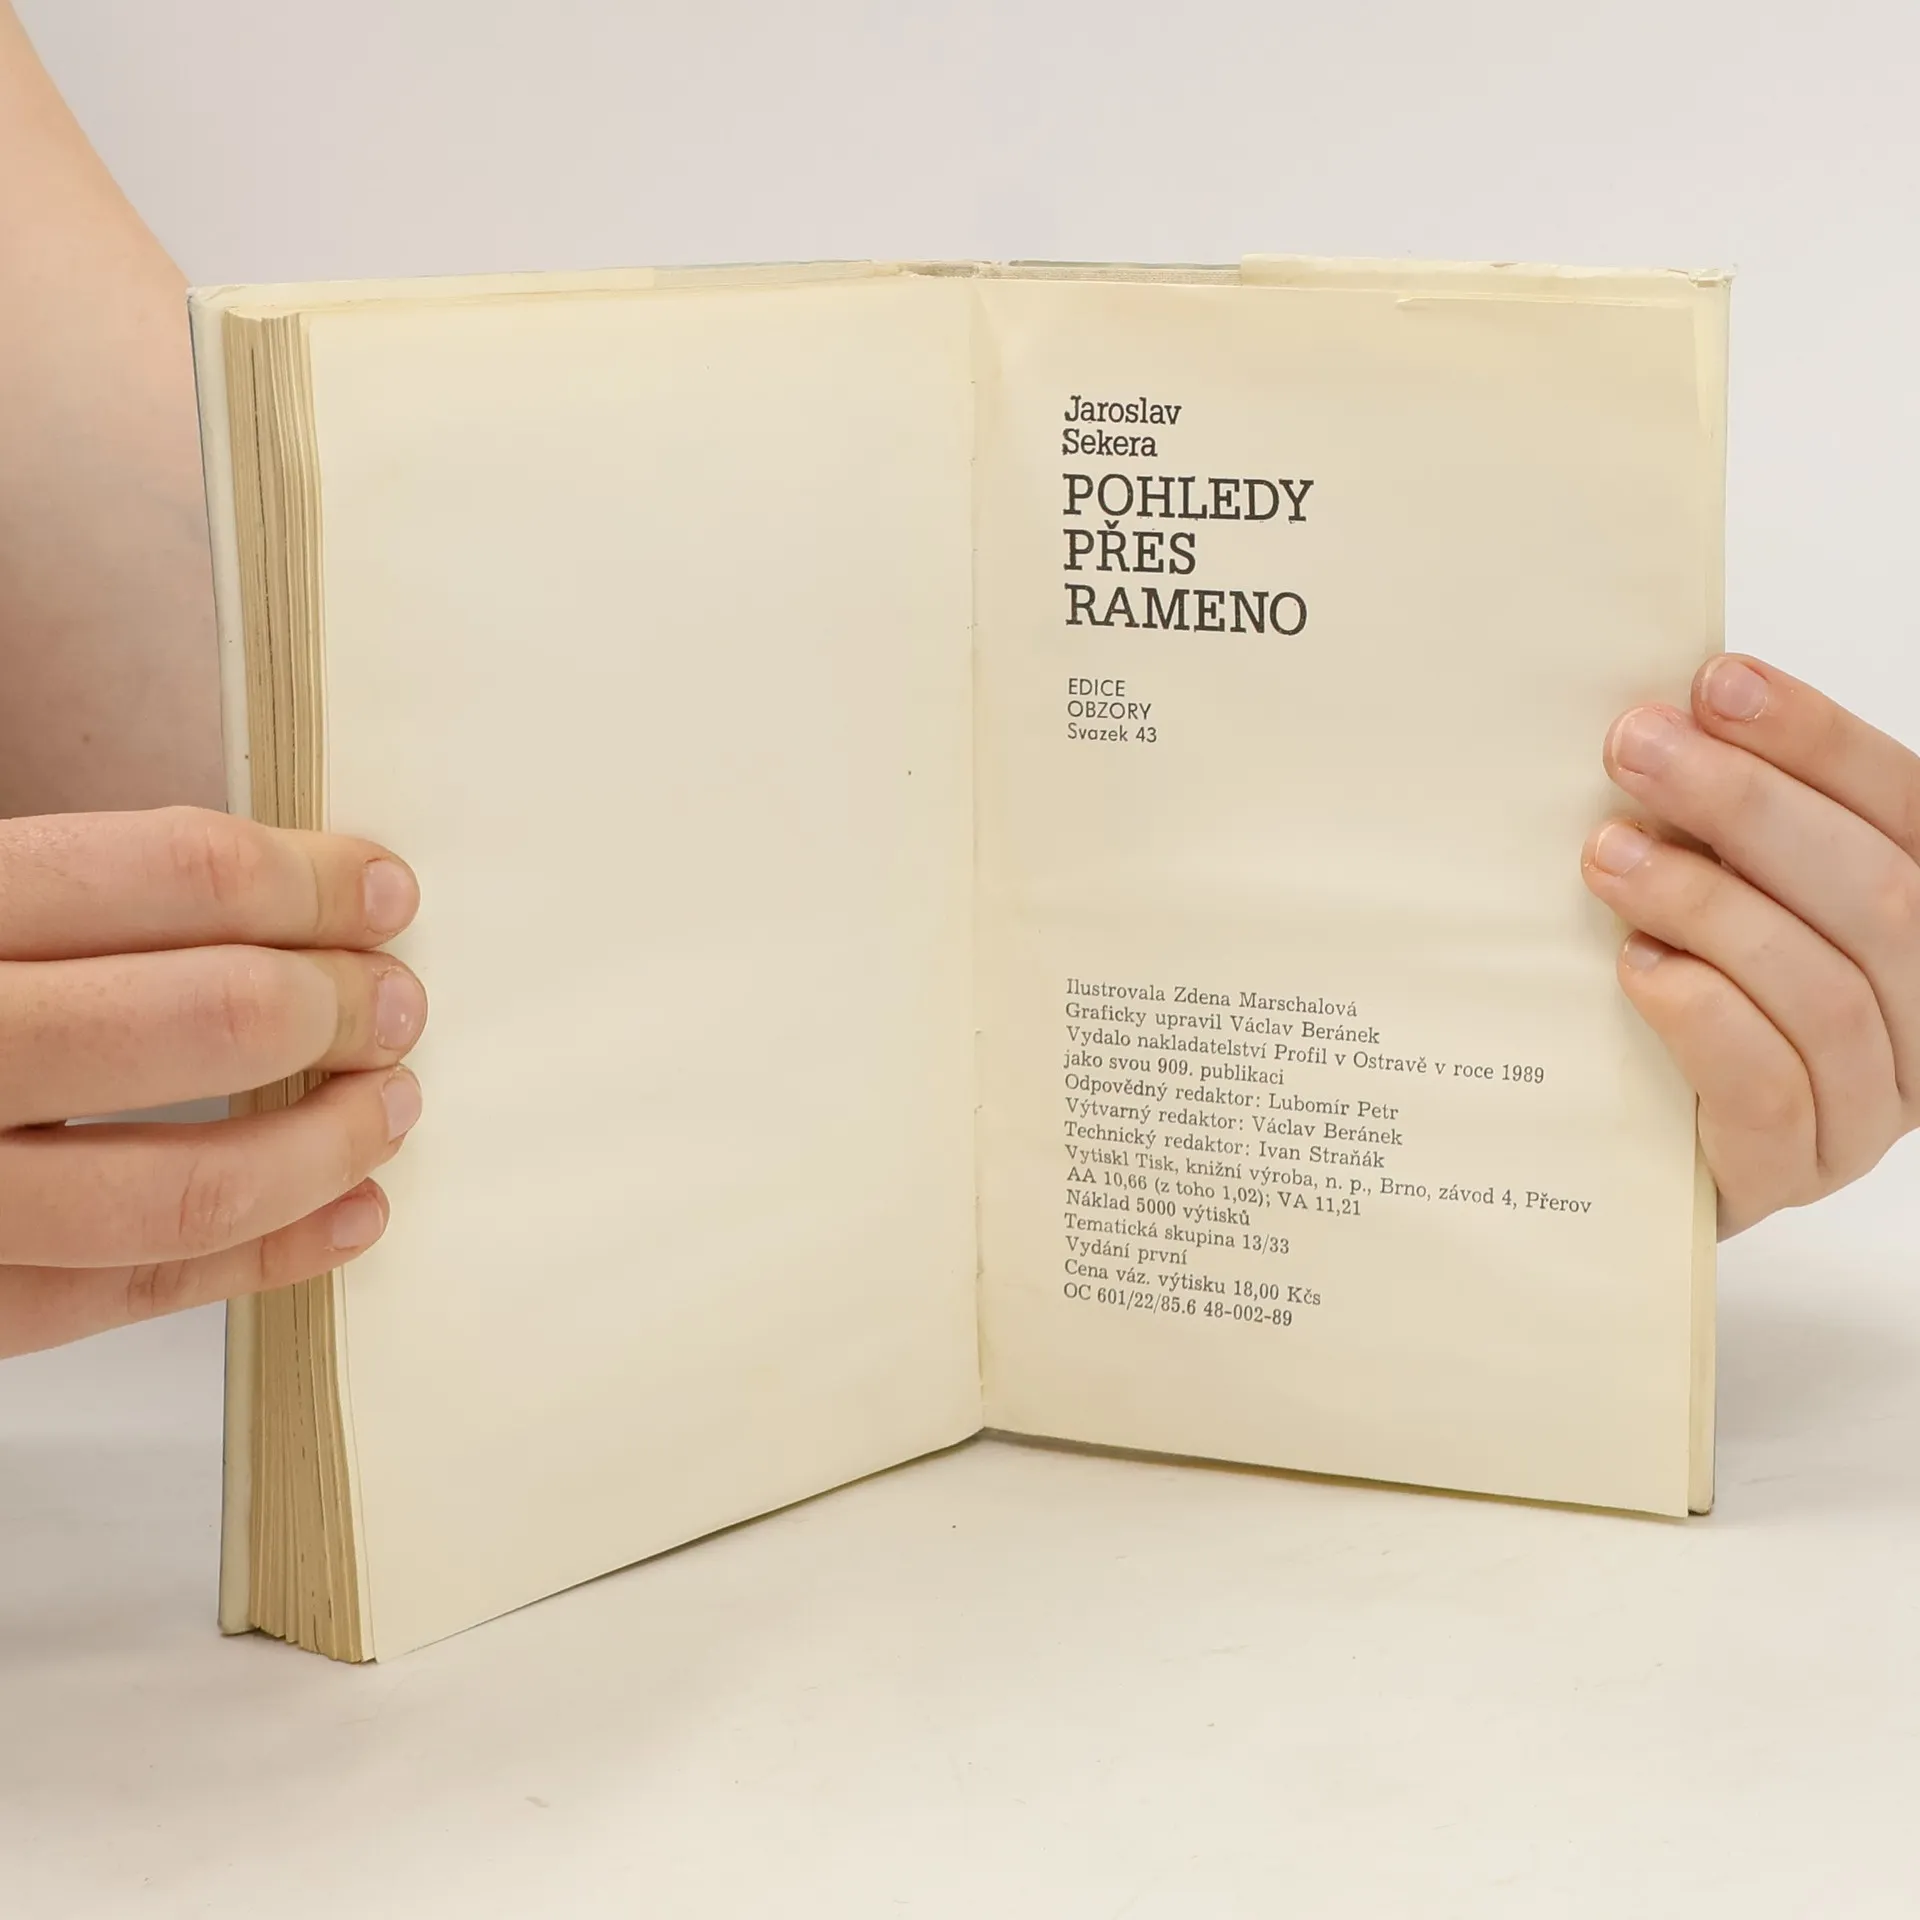 Jaroslav
Sekera
POHLEDY
PŘES
RAMENO
EDICE
OBZORY
Svazek 43
Ilustrovala Zdena Marschalová
Graficky upravil Václav Beránek
Vydalo nakladatelství Profil v Ostravě v roce 1989
jako svou 909. publikaci
Odpovědný redaktor: Lubomír Petr
Výtvarný redaktor: Václav Beránek
Technický redaktor: Ivan Straňák
Vytiskl Tisk, knižní výroba, n. p., Brno, závod 4, Přerov
AA 10,66 (z toho 1,02); VA 11,21
Náklad 5000 výtisků
Tematická skupina 13/33
Vydání první
Cena váz. výtisku 18,00 Kčs
OC 601/22/85.6 48-002-89